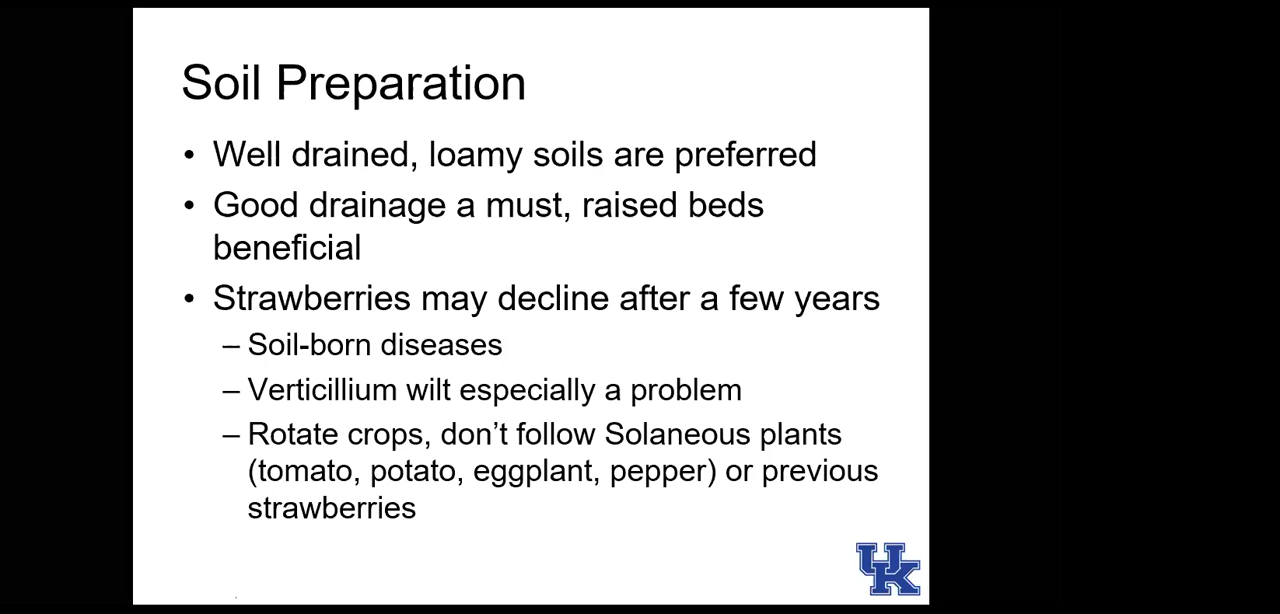 Soil Preparation
• Well drained, loamy soils are preferred
• Good drainage a must, raised beds
beneficial
• Strawberries may decline after a few years
– Soil-born diseases
– Verticillium wilt especially a problem
– Rotate crops, don’t follow Solaneous plants
(tomato, potato, eggplant, pepper) or previous
strawberries
UK